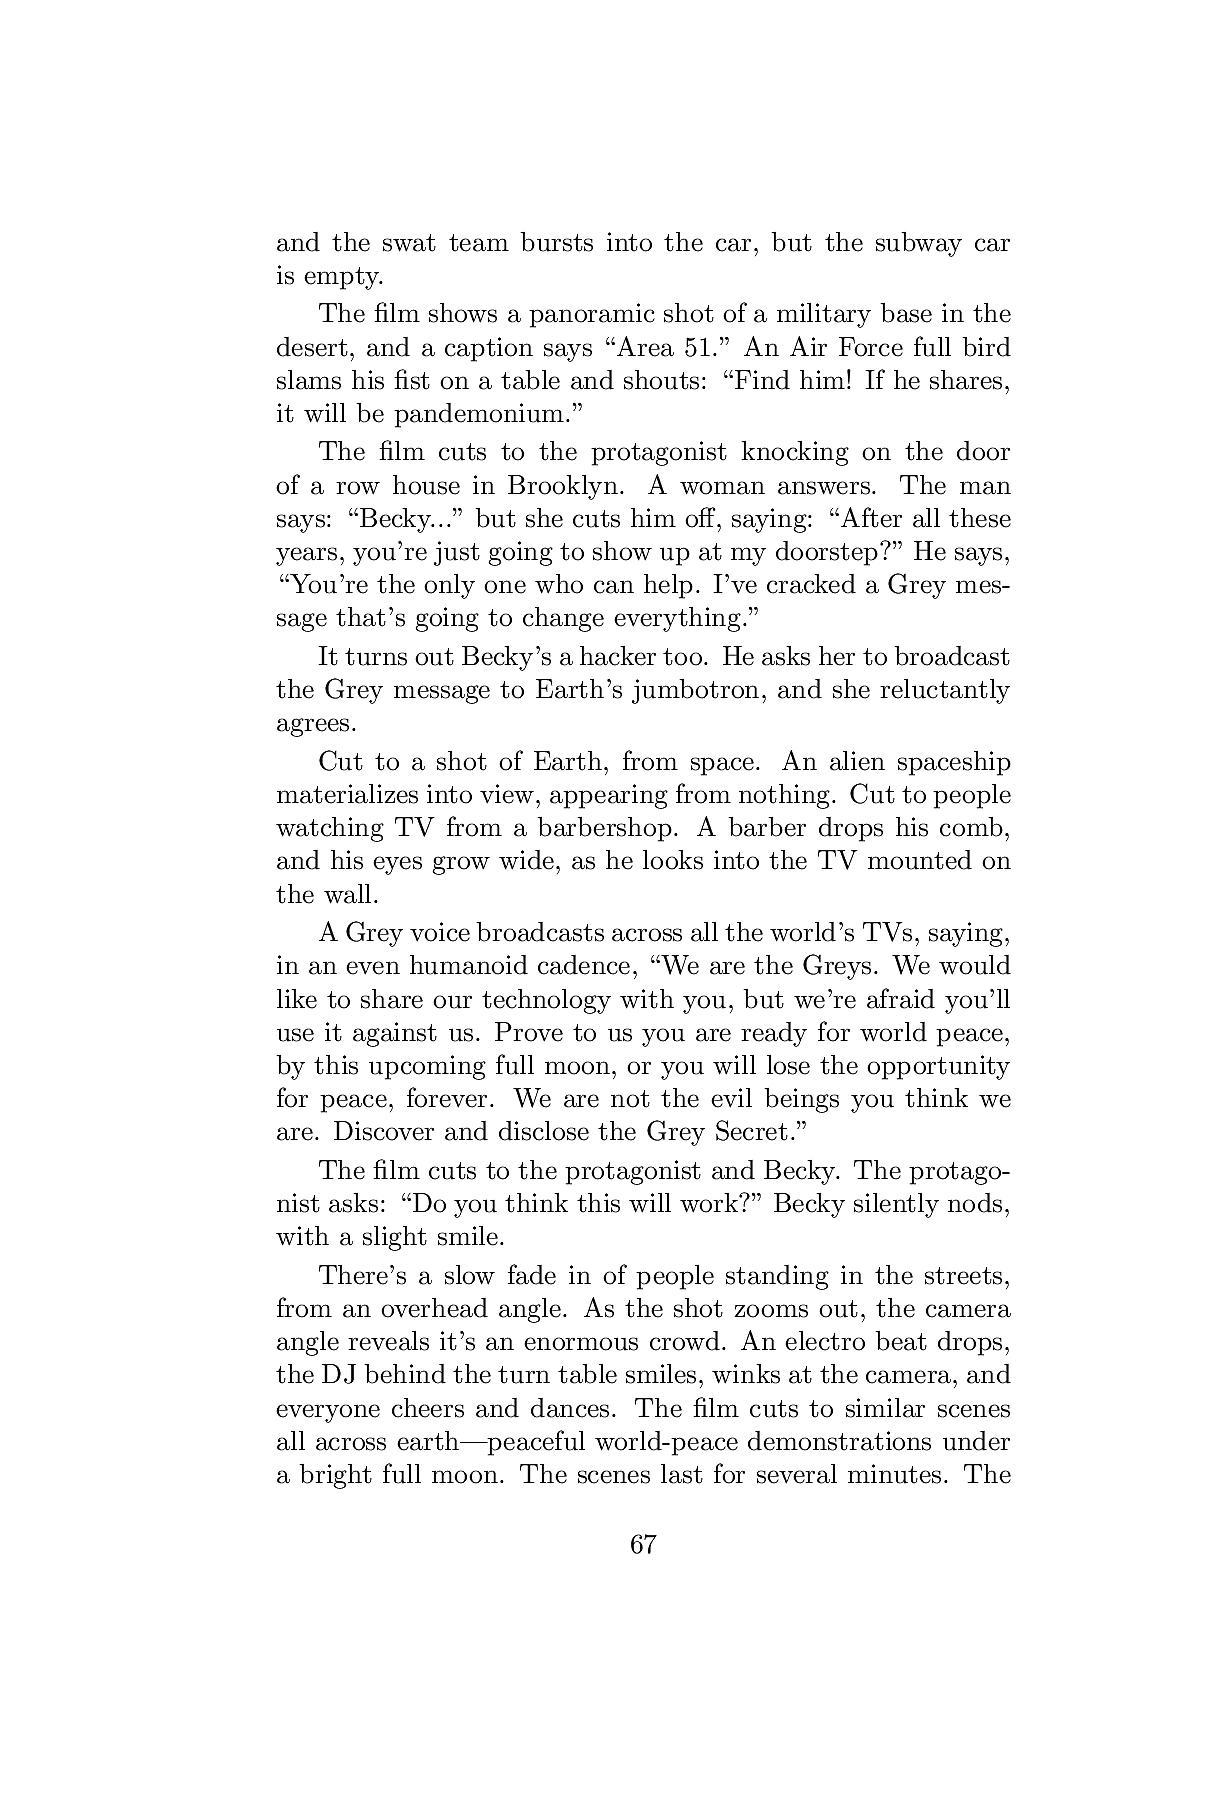 and the swat team bursts into the car, but the subway car
is empty.
The film shows a panoramic shot of a military base in the
desert, and a caption says “Area 51.” An Air Force full bird
slams his fist on a table and shouts: “Find him! If he shares,
it will be pandemonium.”
The film cuts to the protagonist knocking on the door
of a row house in Brooklyn. A woman answers. The man
says: “Becky...” but she cuts him off, saying: “After all these
years, you’re just going to show up at my doorstep?” He says,
“You’re the only one who can help. I’ve cracked a Grey mes-
sage that’s going to change everything.”
It turns out Becky’s a hacker too. He asks her to broadcast
the Grey message to Earth’s jumbotron, and she reluctantly
agrees.
Cut to a shot of Earth, from space. An alien spaceship
materializes into view, appearing from nothing. Cut to people
watching TV from a barbershop. A barber drops his comb,
and his eyes grow wide, as he looks into the TV mounted on
the wall.
A Grey voice broadcasts across all the world’s TVs, saying,
in an even humanoid cadence, “We are the Greys. We would
like to share our technology with you, but we’re afraid you’ll
use it against us. Prove to us you are ready for world peace,
by this upcoming full moon, or you will lose the opportunity
for peace, forever. We are not the evil beings you think we
are. Discover and disclose the Grey Secret.”
The film cuts to the protagonist and Becky. The protago-
nist asks: “Do you think this will work?” Becky silently nods,
with a slight smile.
There’s a slow fade in of people standing in the streets,
from an overhead angle. As the shot zooms out, the camera
angle reveals it’s an enormous crowd. An electro beat drops,
the DJ behind the turn table smiles, winks at the camera, and
everyone cheers and dances. The film cuts to similar scenes
all across earth—peaceful world-peace demonstrations under
a bright full moon. The scenes last for several minutes. The
67